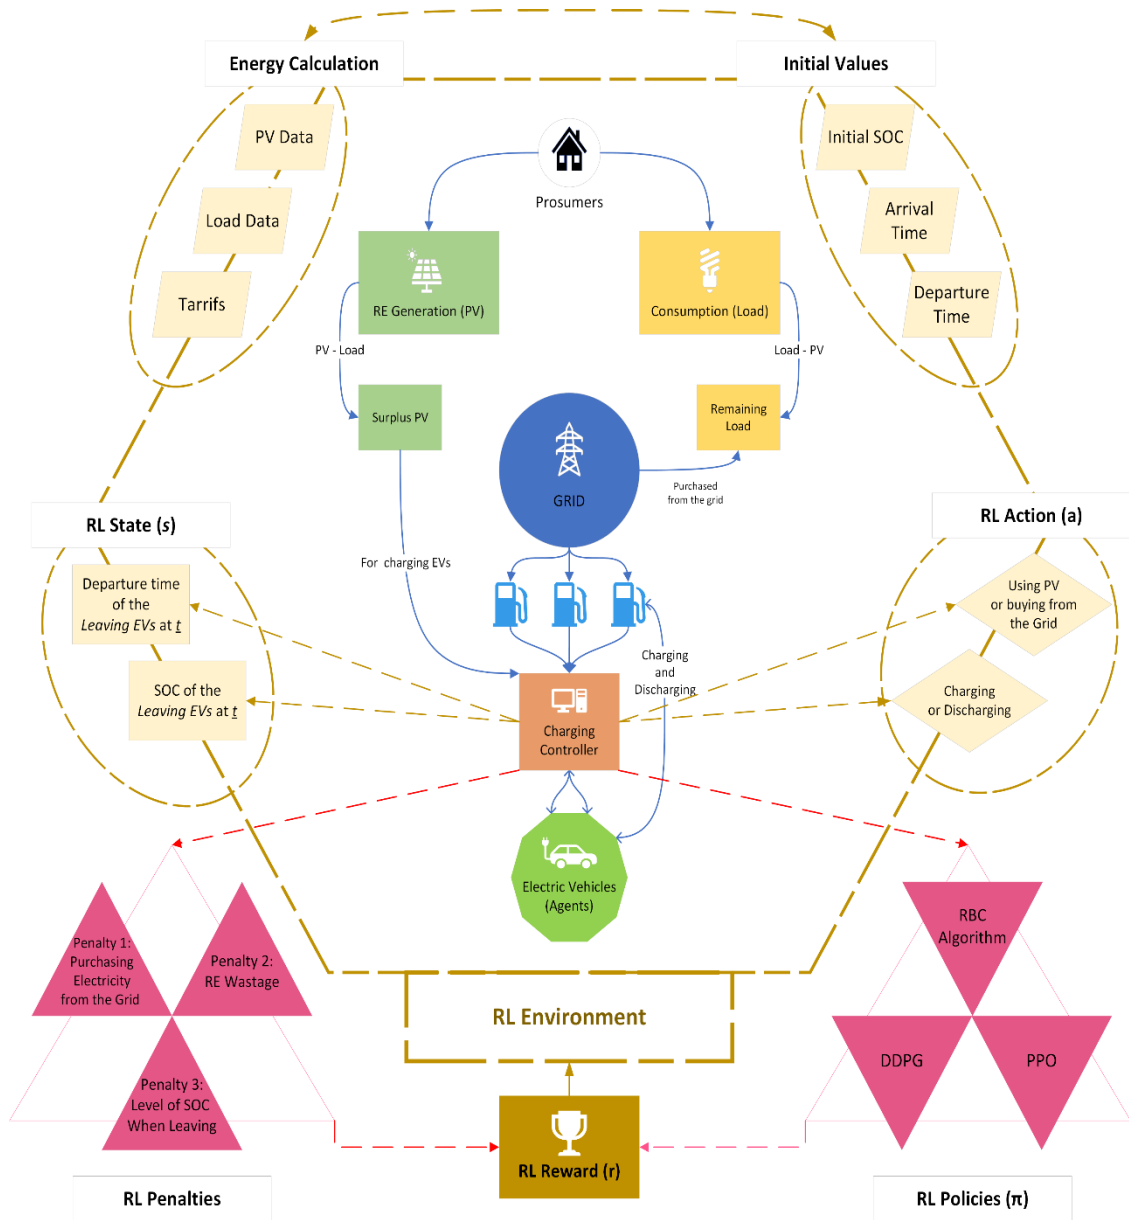 Energy Calculation
Initial Values
PV Data
Load Data
Tarrifs
Initial SOC
Arrival
Time
Departure
Time
Prosumers
RE Generation (PV)
Consumption (Load)
PV - Load
Load - PV
Surplus PV
Remaining
Load
GRID
Purchased
from the grid
RL State (s)
RL Action (a)
For charging EVs
Departure time
of the
Leaving EVs at t
SOC of the
Leaving EVs at t
Using PV
or buying from
the Grid
Charging
or Discharging
Charging
and
Discharging
Charging
Controller
Electric Vehicles
(Agents)
Penalty 1:
Purchasing
Electricity
from the Grid
Penalty 2:
RE Wastage
Penalty 3:
Level of SOC
When Leaving
RL Environment
RBC
Algorithm
DDPG
PPO
RL Reward (r)
RL Penalties
RL Policies (π)